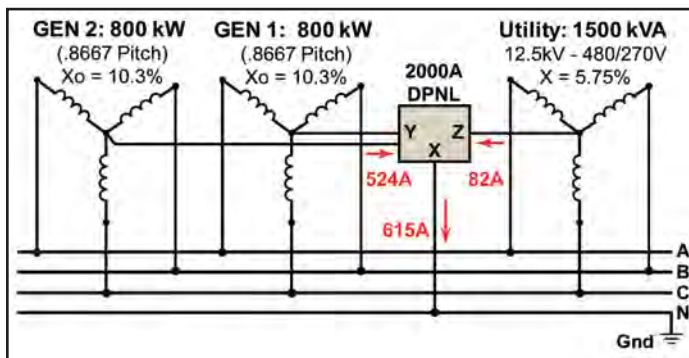 GEN 2: 800 kW
(.8667 Pitch)
Xo = 10.3%
GEN 1: 800 kW
(.8667 Pitch)
Xo = 10.3%
2000A
DPNL
Utility: 1500 kVA
12.5kV - 480/270V
X = 5.75%
Y
Z
X
524A
82A
615A
A
B
C
N
Gnd